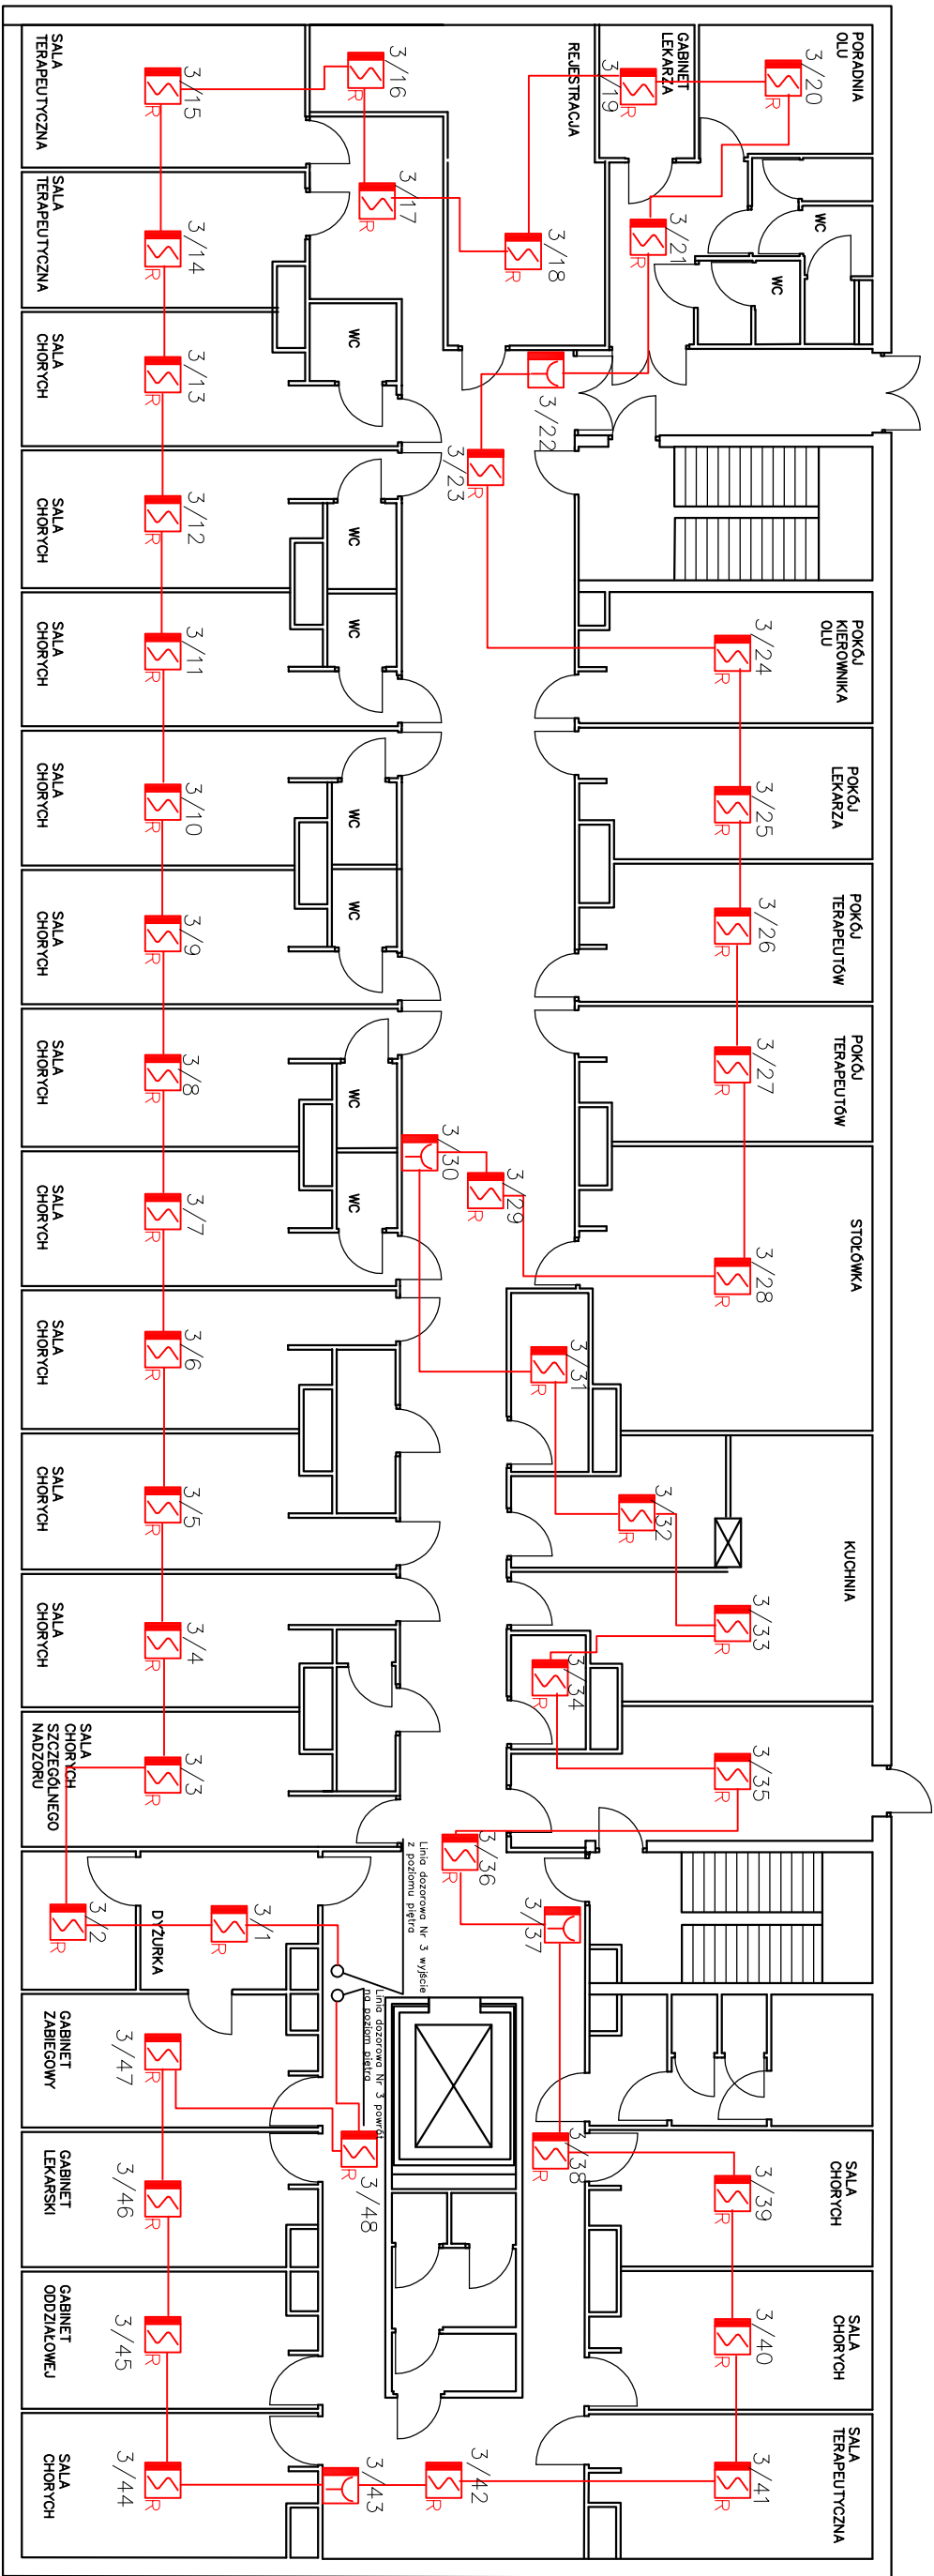 SALA
TERAPEUTYCZNA
3/15
R
3/16
R
REJESTRACJA
GABINET
LEKARZA
3/19
R
PORADNIA
OLU
3/20
R
SALA
TERAPEUTYCZNA
3/14
R
3/17
R
3/18
R
3/21
R
WC
WC
SALA
CHORYCH
3/13
R
WC
3/22
3/23
R
SALA
CHORYCH
3/12
R
WC
SALA
CHORYCH
3/11
R
WC
POKÓJ
KIEROWNIKA
OLU
3/24
R
SALA
CHORYCH
3/10
R
WC
POKÓJ
LEKARZA
3/25
R
SALA
CHORYCH
3/9
R
WC
POKÓJ
TERAPEUTÓW
3/26
R
SALA
CHORYCH
3/8
R
WC
POKÓJ
TERAPEUTÓW
3/27
R
SALA
CHORYCH
3/7
R
WC
3/30
3/29
R
STOŁÓWKA
3/28
R
SALA
CHORYCH
3/6
R
3/31
R
SALA
CHORYCH
3/5
R
3/32
R
KUCHNIA
3/33
R
SALA
CHORYCH
3/4
R
3/34
R
SALA
CHORYCH
SZCZEGÓLNEGO
NADZORU
3/3
R
3/35
R
3/36
R
Linia dozorowa Nr 3 wyjście
z poziomu piętra
3/2
R
DYŻURKA
3/1
R
3/37
Linia dozorowa Nr 3 powrót
na poziom piętra
GABINET
ZABIEGOWY
3/47
R
3/48
R
3/38
R
SALA
CHORYCH
3/39
R
GABINET
LEKARSKI
3/46
R
GABINET
ODDZIAŁOWEJ
3/45
R
SALA
CHORYCH
3/40
R
SALA
CHORYCH
3/44
R
3/43
3/42
R
SALA
TERAPEUTYCZNA
3/41
R